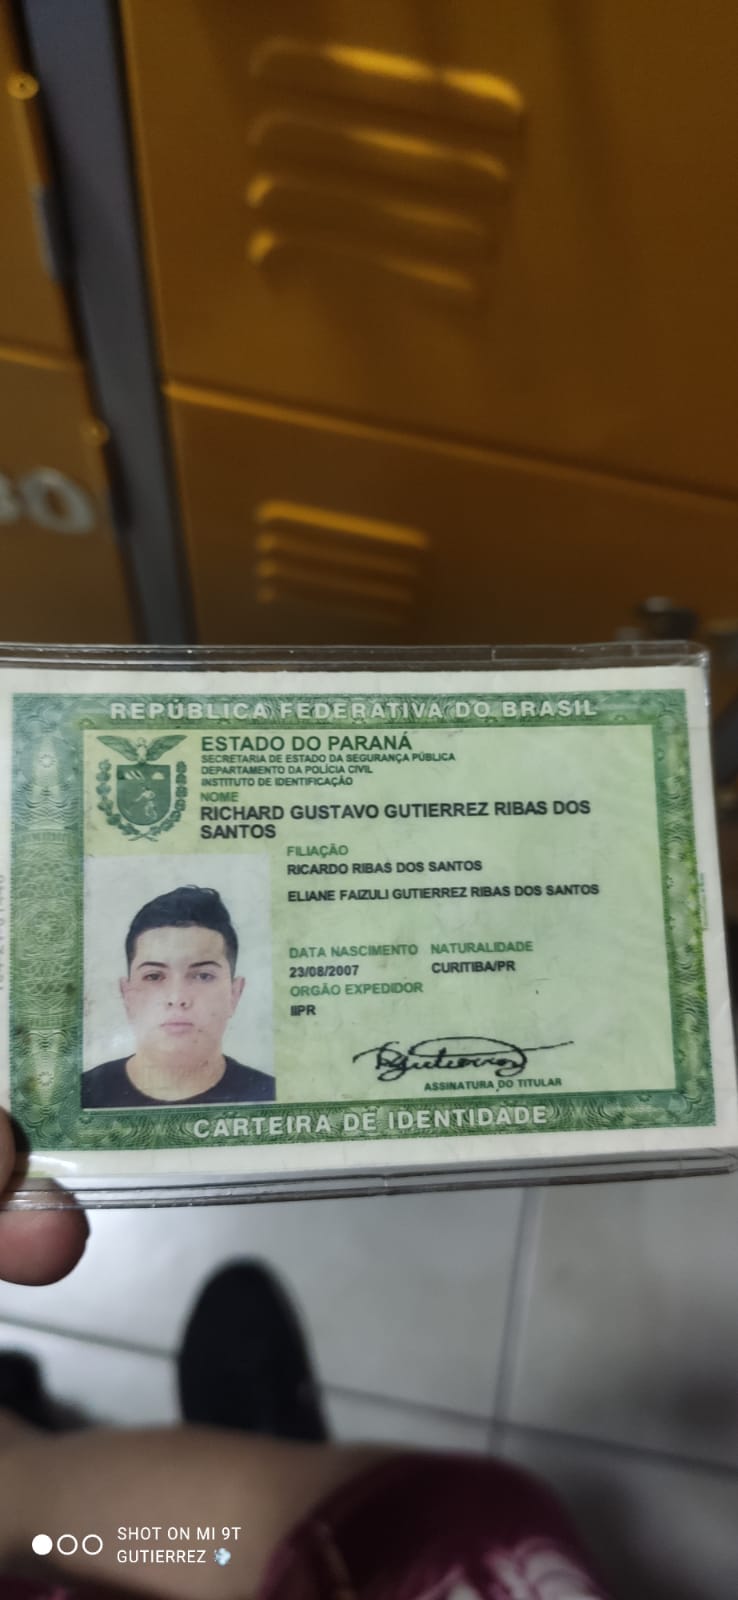 REPÚBLICA FEDERATIVA DO BRASIL
ESTADO DO PARANÁ
SECRETARIA DE ESTADO DA SEGURANÇA PÚBLICA
DEPARTAMENTO DA POLÍCIA CIVIL
INSTITUTO DE IDENTIFICAÇÃO
NOME
RICHARD GUSTAVO GUTIERREZ RIBAS DOS
SANTOS
FILIAÇÃO
RICARDO RIBAS DOS SANTOS
ELIANE FAIZULI GUTIERREZ RIBAS DOS SANTOS
DATA NASCIMENTO NATURALIDADE
23/08/2007 CURITIBA/PR
ORGÃO EXPEDIDOR
IIPR
ASSINATURA DO TITULAR
CARTEIRA DE IDENTIDADE
SHOT ON MI 9T
GUTIERREZ 💨